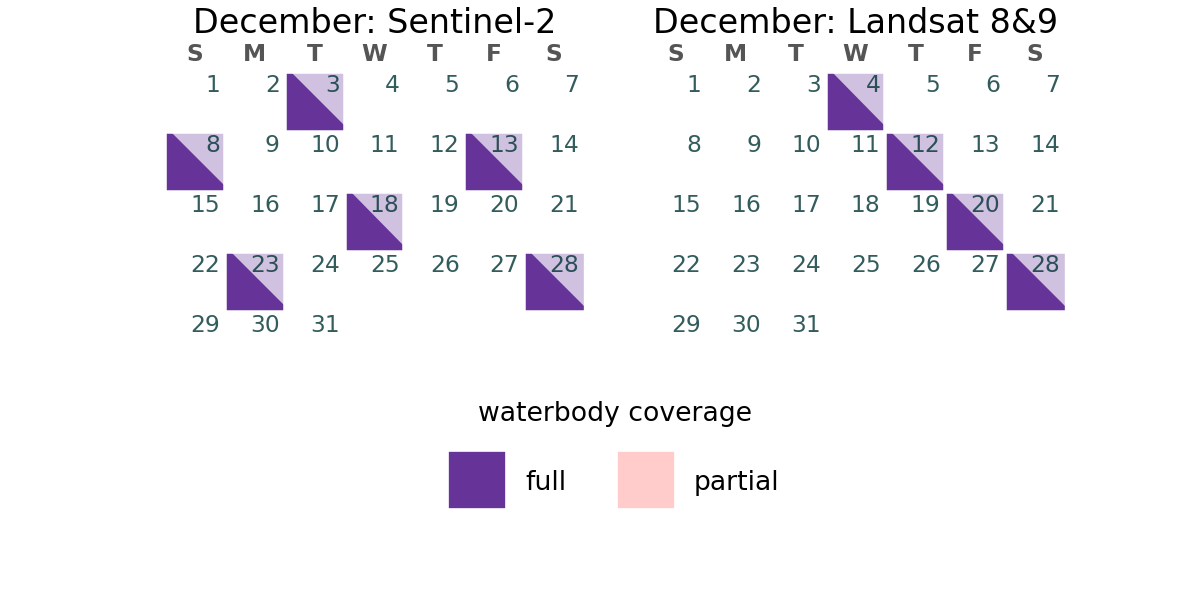 December: Sentinel-2
S M T W T F S
1 2 3 4 5 6 7
8 9 10 11 12 13 14
15 16 17 18 19 20 21
22 23 24 25 26 27 28
29 30 31
December: Landsat 8&9
S M T W T F S
1 2 3 4 5 6 7
8 9 10 11 12 13 14
15 16 17 18 19 20 21
22 23 24 25 26 27 28
29 30 31
waterbody coverage
full partial